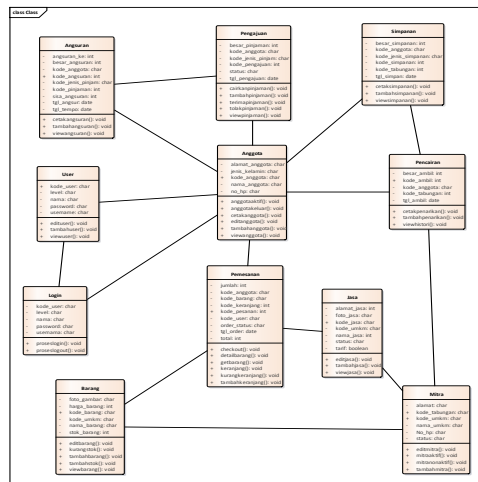 class Class
Angsuran
- angsuran_ke: int
- besar_angsuran: int
- kode_anggota: char
+ kode_angsuran: int
- kode_jenis_pinjam: char
- kode_pinjaman: int
- sisa_angsuran: int
- tgl_angsur: date
- tgl_tempo: date
+ cetakangsuran(): void
+ tambahangsuran(): void
+ viewangsuran(): void
Pengajuan
- besar_pinjaman: int
- kode_anggota: char
- kode_jenis_pinjam: char
+ kode_pengajuan: int
- status: char
- tgl_pengajuan: date
+ carikanpinjaman(): void
+ tambahpinjaman(): void
+ terimapinjaman(): void
+ tolakpinjaman(): void
+ viewpinjaman(): void
Simpanan
- besar_simpanan: int
- kode_anggota: char
- kode_jenis_simpanan: char
+ kode_simpanan: int
- kode_tabungan: int
- tgl_simpan: date
+ cetaksimpanan(): void
+ tambahsimpanan(): void
+ viewsimpanan(): void
User
+ kode_user: char
- level: char
- nama: char
- password: char
- username: char
+ edituser(): void
+ tambahuser(): void
+ viewuser(): void
Anggota
- alamat_anggota: char
- jenis_kelamin: char
+ kode_anggota: char
- nama_anggota: char
- no_hp: char
+ anggotaaktif(): void
+ anggotakeluar(): void
+ cetakanggota(): void
+ editanggota(): void
+ tambahanggota(): void
+ viewanggota(): void
Pencairan
- besar_ambil: int
+ kode_ambil: int
- kode_anggota: char
- kode_tabungan: int
- tgl_ambil: date
+ cetakpenarikan(): void
+ tambahpenarikan(): void
+ viewhistori(): void
Login
- kode_user: char
- level: char
- nama: char
- password: char
- username: char
+ proseslogin(): void
+ proseslogout(): void
Pemesanan
- jumlah: int
- kode_anggota: char
- kode_barang: char
- kode_keranjang: int
+ kode_pesanan: int
- kode_user: char
- order_status: char
- tgl_order: date
- total: int
+ checkout(): void
+ detailbarang(): void
+ getbarang(): void
+ keranjang(): void
+ kurangkeranjang(): void
+ tambahkeranjang(): void
Jasa
- alamat_jasa: int
- foto_jasa: char
+ kode_jasa: char
- kode_umkm: char
- nama_jasa: int
- status: char
- tarif: boolean
+ editjasa(): void
+ tambahjasa(): void
+ viewjasa(): void
Barang
- foto_gambar: char
- harga_barang: int
+ kode_barang: char
- kode_umkm: char
- nama_barang: char
- stok_barang: int
+ editbarang(): void
+ kurangstok(): void
+ tambahbarang(): void
+ tambahstok(): void
+ viewbarang(): void
Mitra
- alamat: char
+ kode_tabungan: char
+ kode_umkm: char
- nama_umkm: char
- No_hp: char
- status: char
+ editmitra(): void
+ mitraaktif(): void
+ mitranonaktif(): void
+ tambahmitra(): void